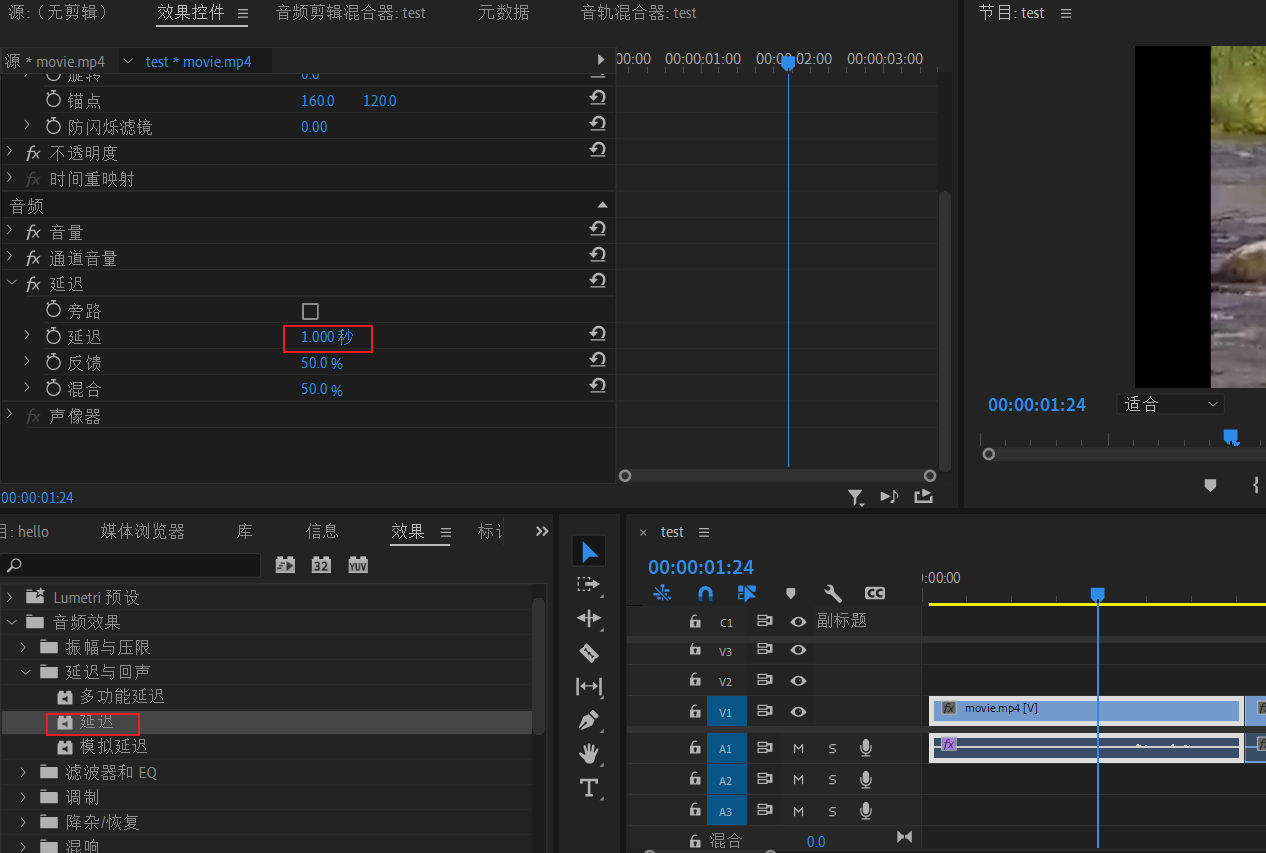 源:（无剪辑）
效果控件
音频剪辑混合器: test
元数据
音轨混合器: test
节目: test
源 * movie.mp4
test * movie.mp4
00:00
00:00:01:00
00:00:02:00
00:00:03:00
旋转
0.0
锚点
160.0
120.0
防闪烁滤镜
0.00
fx 不透明度
fx 时间重映射
音频
fx 音量
fx 通道音量
fx 延迟
旁路
延迟
1.000 秒
反馈
50.0 %
混合
50.0 %
fx 声像器
00:00:01:24
00:00:01:24
适合
目: hello
媒体浏览器
库
信息
效果
标记
32
YUV
Lumetri 预设
音频效果
振幅与压限
延迟与回声
多功能延迟
延迟
模拟延迟
滤波器和 EQ
调制
降杂/恢复
混响
T
× test
00:00:01:24
:00:00
CC
C1
副标题
V3
V2
V1
fx movie.mp4 [V]
fx
A1
M
S
fx
A2
M
S
A3
M
S
混合
0.0